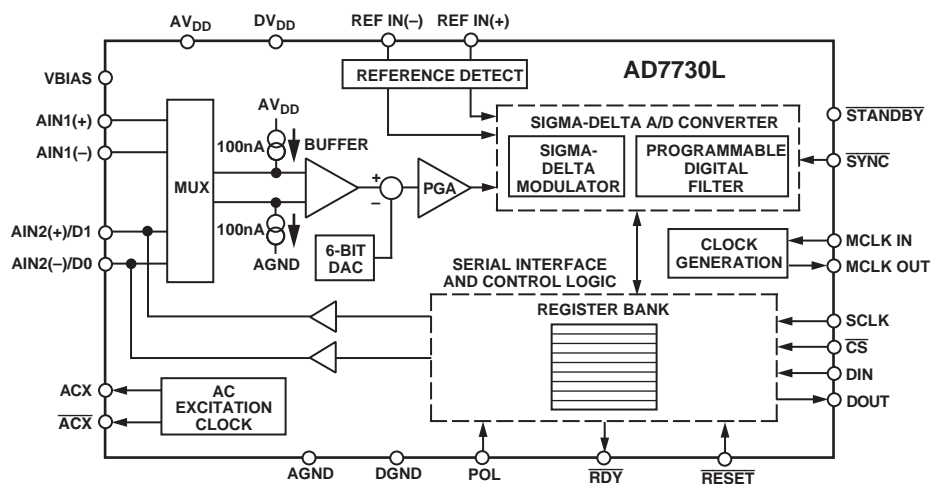 AVDD
DVDD
REF IN(–)
REF IN(+)
REFERENCE DETECT
AD7730L
VBIAS
AIN1(+)
AIN1(–)
AIN2(+)/D1
AIN2(–)/D0
MUX
AVDD
100nA
BUFFER
100nA
AGND
+
–
6-BIT
DAC
PGA
SIGMA-DELTA A/D CONVERTER
SIGMA-
DELTA
MODULATOR
PROGRAMMABLE
DIGITAL
FILTER
STANDBY
SYNC
CLOCK
GENERATION
MCLK IN
MCLK OUT
SERIAL INTERFACE
AND CONTROL LOGIC
REGISTER BANK
SCLK
CS
DIN
DOUT
ACX
ACX
AC
EXCITATION
CLOCK
AGND
DGND
POL
RDY
RESET